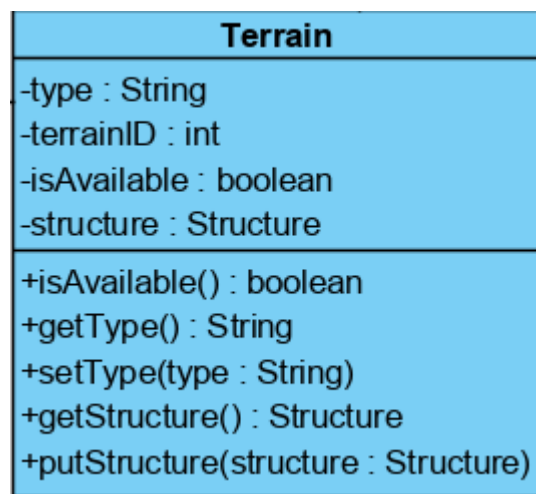 Terrain
-type : String
-terrainID : int
-isAvailable : boolean
-structure : Structure
+isAvailable() : boolean
+getType() : String
+setType(type : String)
+getStructure() : Structure
+putStructure(structure : Structure)